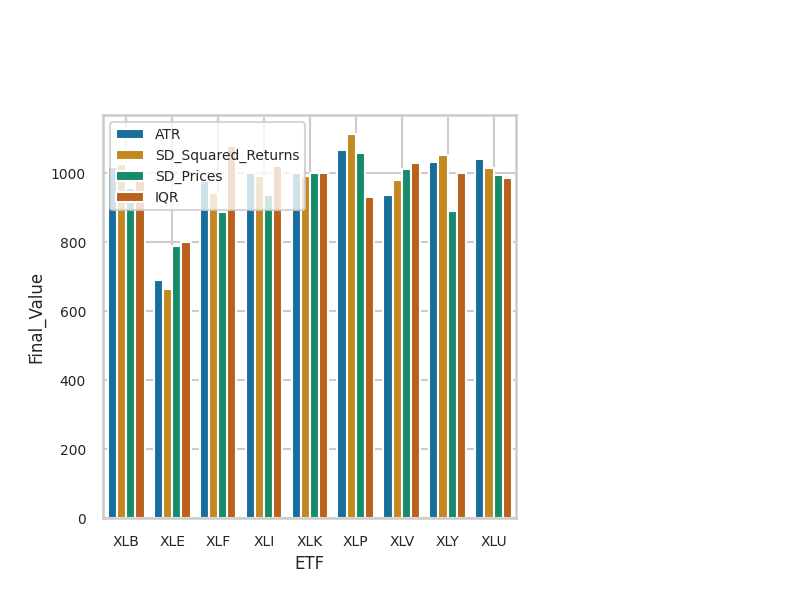 ATR
SD_Squared_Returns
SD_Prices
IQR
1000
800
600
400
200
0
Final_Value
XLB XLE XLF XLI XLK XLP XLV XLY XLU
ETF